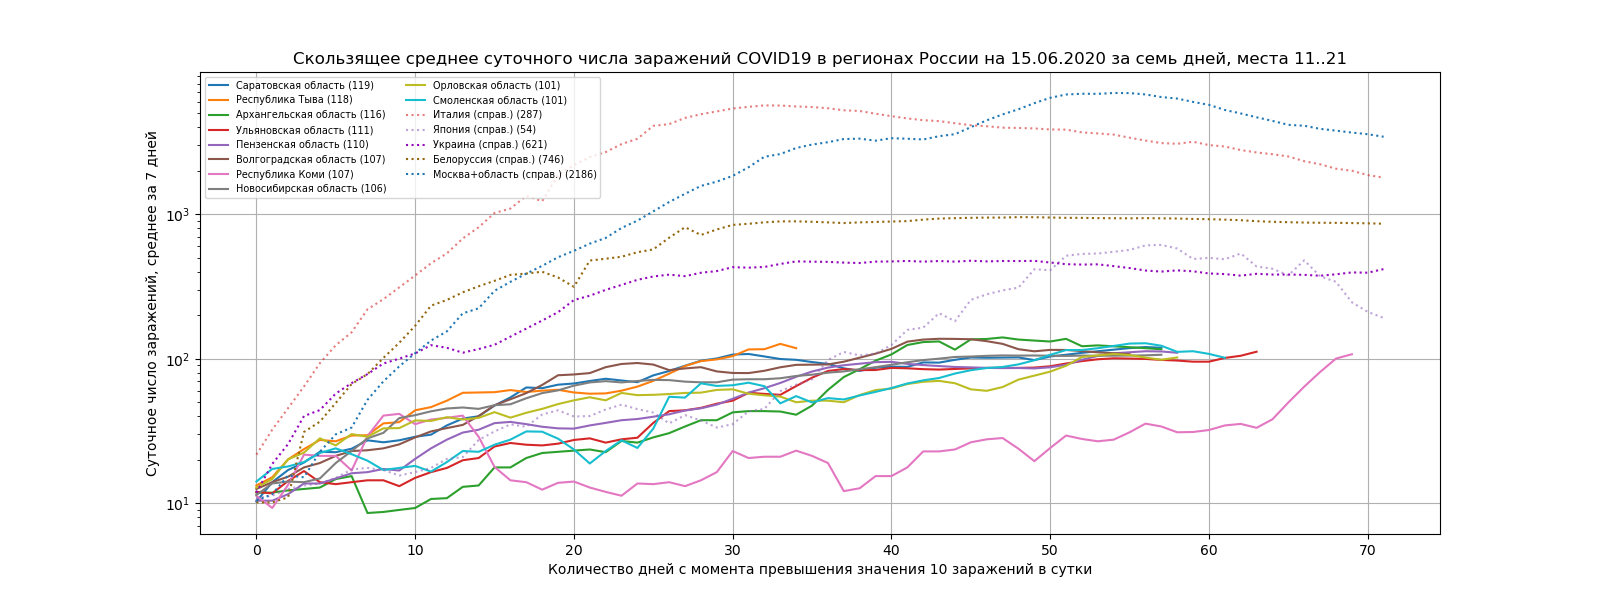 Скользящее среднее суточного числа заражений COVID19 в регионах России на 15.06.2020 за семь дней, места 11..21
Саратовская область (119)
Республика Тыва (118)
Архангельская область (116)
Ульяновская область (111)
Пензенская область (110)
Волгоградская область (107)
Республика Коми (107)
Новосибирская область (106)
Орловская область (101)
Смоленская область (101)
Италия (справ.) (287)
Япония (справ.) (54)
Украина (справ.) (621)
Белоруссия (справ.) (746)
Москва+область (справ.) (2186)
Суточное число заражений, среднее за 7 дней
10³
10²
10¹
0 10 20 30 40 50 60 70
Количество дней с момента превышения значения 10 заражений в сутки